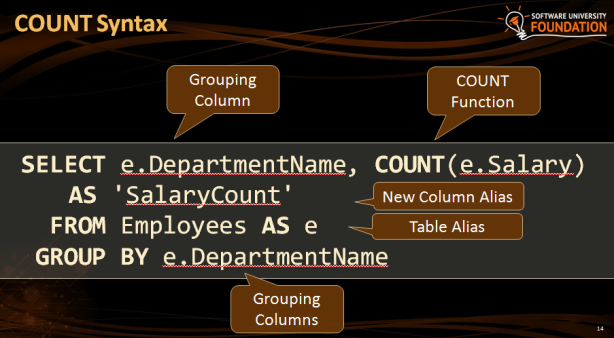 COUNT Syntax
SOFTWARE UNIVERSITY
FOUNDATION
Grouping
Column
COUNT
Function
SELECT e.DepartmentName, COUNT(e.Salary)
AS 'SalaryCount'
New Column Alias
FROM Employees AS e
Table Alias
GROUP BY e.DepartmentName
Grouping
Columns
14